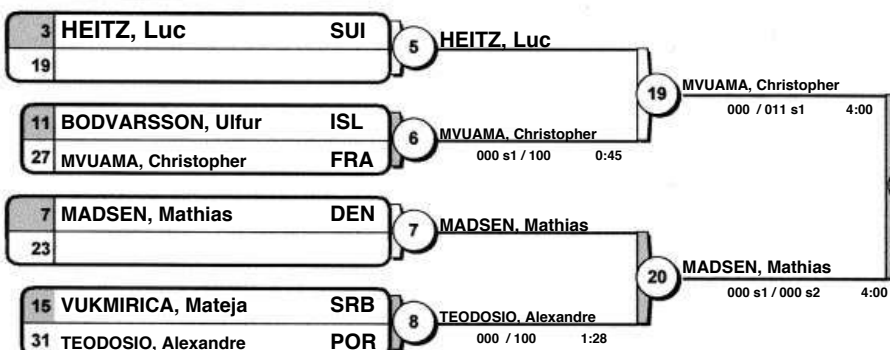 3 HEITZ, Luc SUI
19
5 HEITZ, Luc
11 BODVARSSON, Ulfur ISL
27 MVUAMA, Christopher FRA
6 MVUAMA, Christopher
000 s1 / 100 0:45
19 MVUAMA, Christopher
000 / 011 s1 4:00
7 MADSEN, Mathias DEN
23
7 MADSEN, Mathias
15 VUKMIRICA, Mateja SRB
31 TEODOSIO, Alexandre POR
8 TEODOSIO, Alexandre
000 / 100 1:28
20 MADSEN, Mathias
000 s1 / 000 s2 4:00